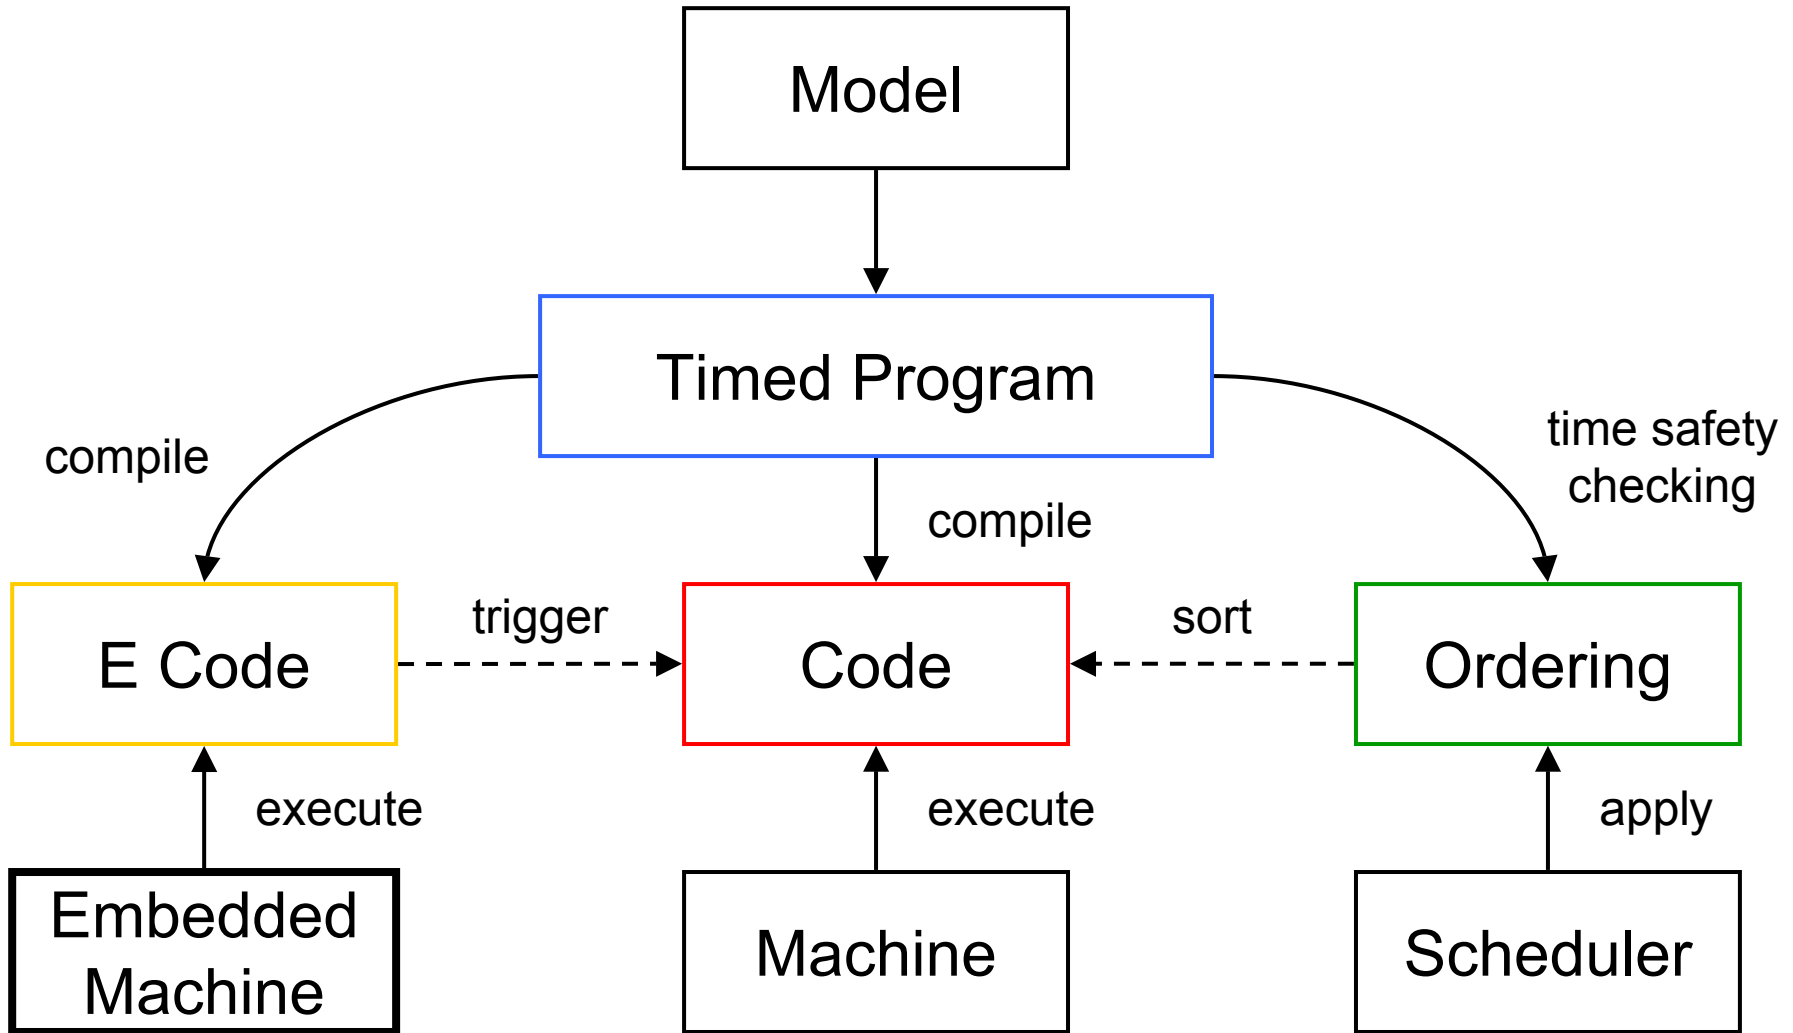 Model
Timed Program
compile
compile
time safety
checking
E Code
trigger
Code
sort
Ordering
execute
execute
apply
Embedded
Machine
Machine
Scheduler